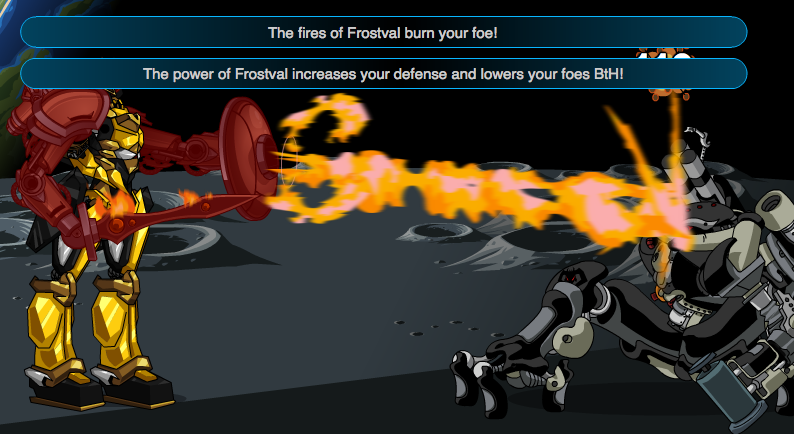 The fires of Frostval burn your foe!
The power of Frostval increases your defense and lowers your foes BtH!